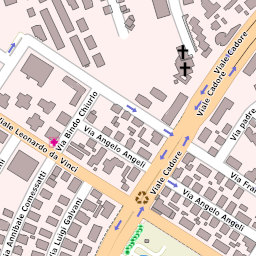 Viale Cadore
Viale Cadore
Via Bindo Chiurlo
Viale Leonardo da Vinci
Via Angelo Angeli
Viale Cadore
Via padre
Via Fran
Via Angelo Angeli
Via Annibale Comessatti
Via Luigi Galvani